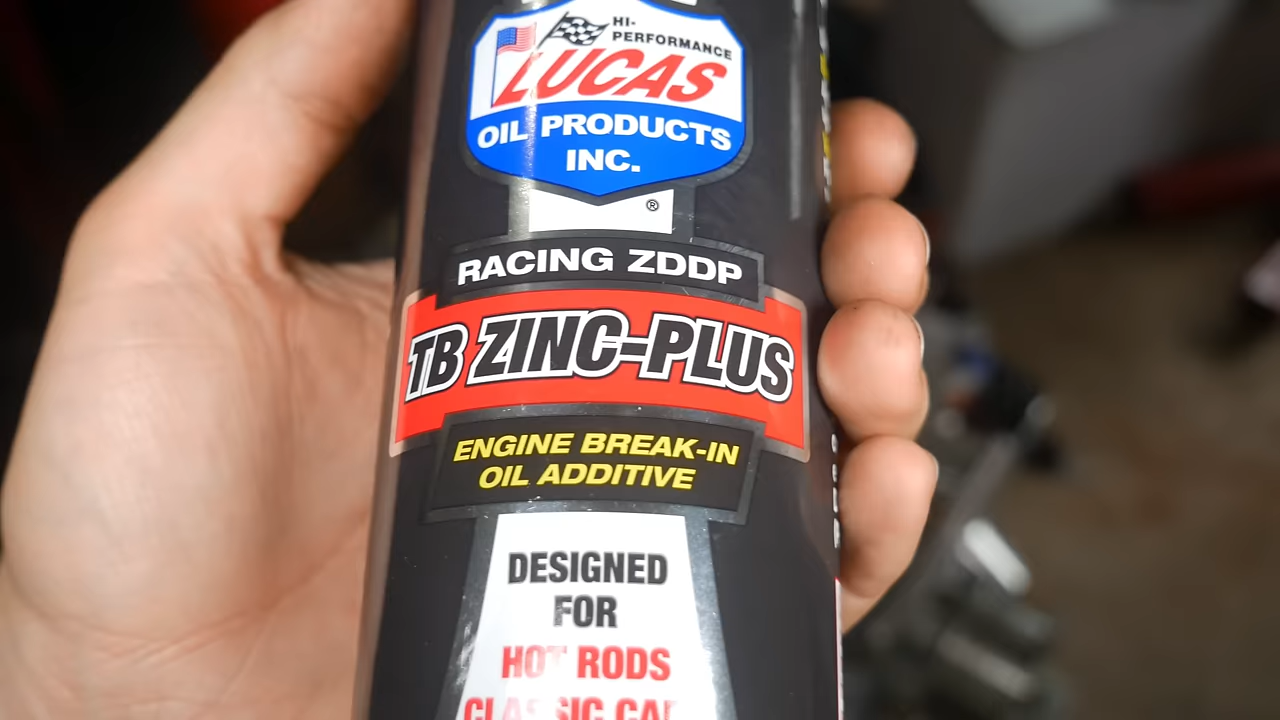 HI-
PERFORMANCE
LUCAS
OIL PRODUCTS
INC.
®
RACING ZDDP
TB ZINC-PLUS
ENGINE BREAK-IN
OIL ADDITIVE
DESIGNED
FOR
HOT RODS
CLASSIC